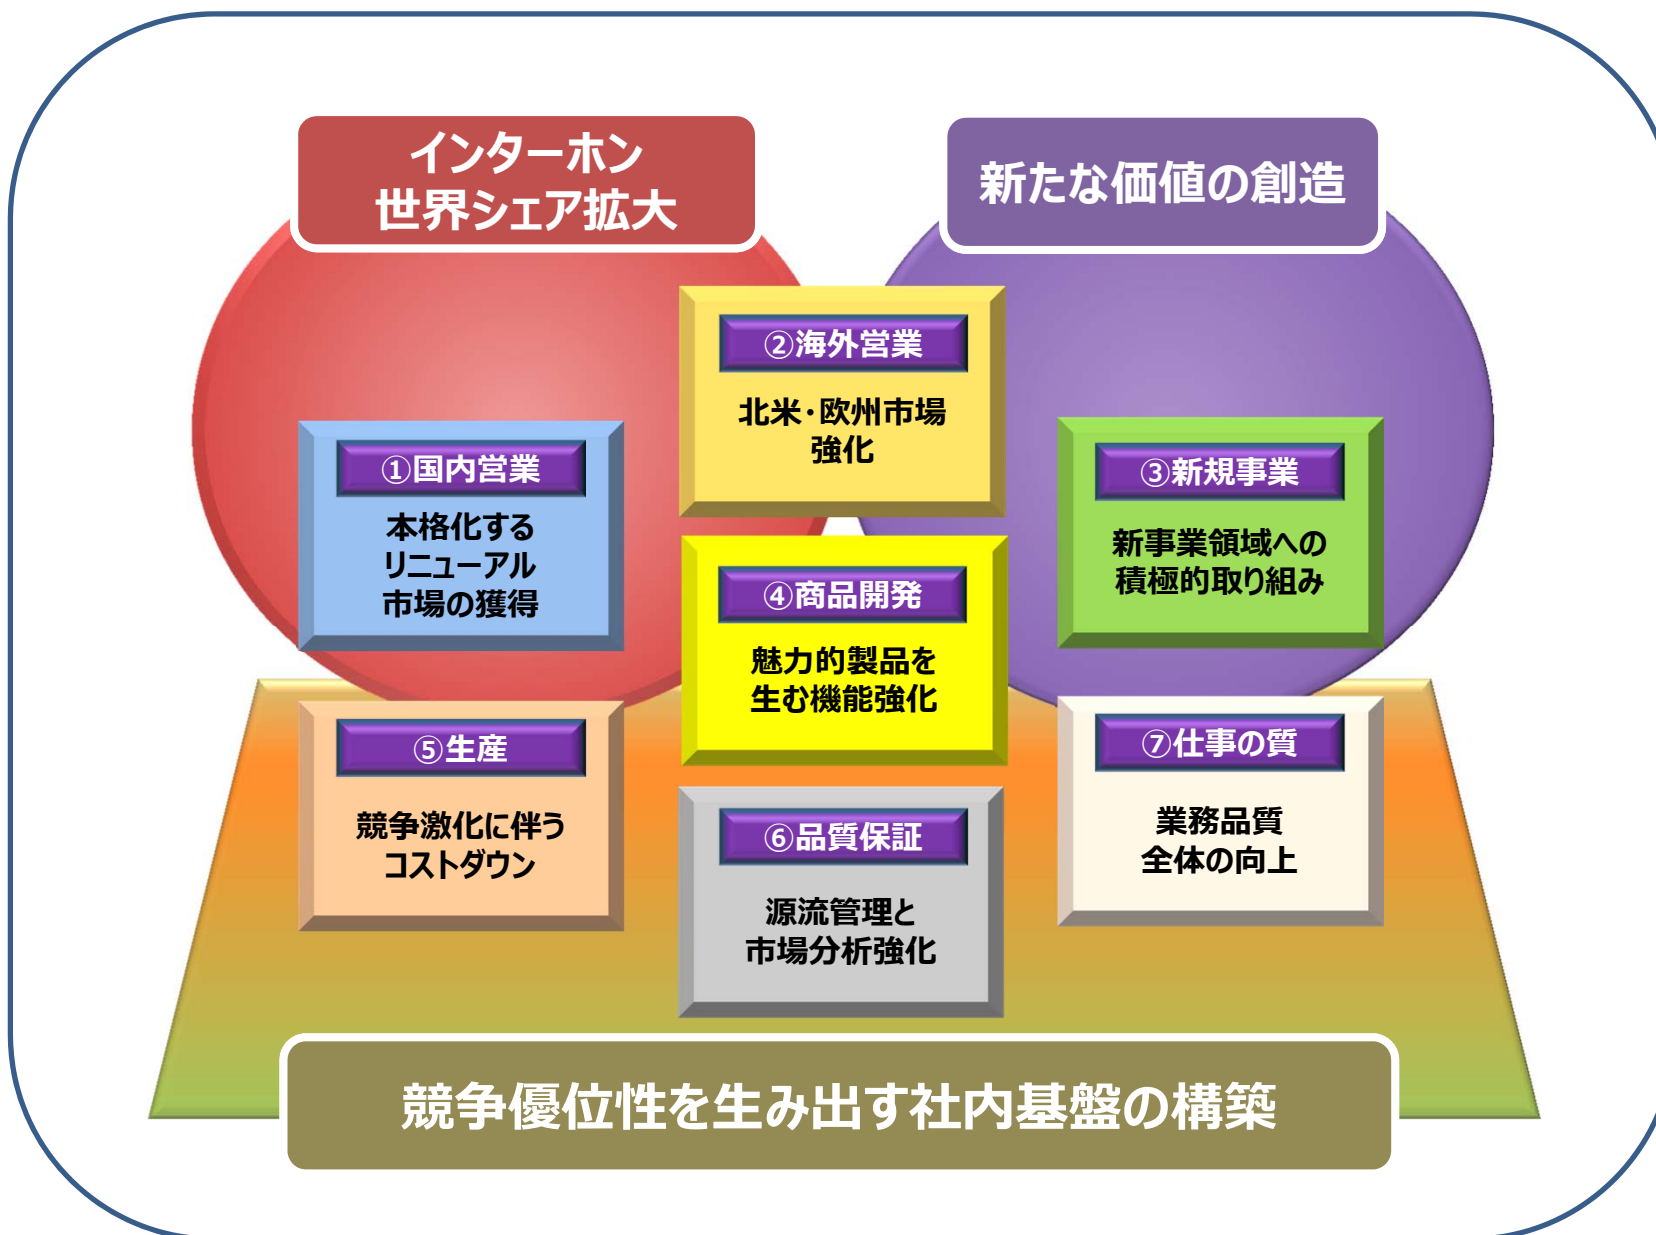 インターホン
世界シェア拡大
新たな価値の創造
①国内営業
本格化する
リニューアル
市場の獲得
②海外営業
北米・欧州市場
強化
③新規事業
新事業領域への
積極的取り組み
④商品開発
魅力的製品を
生む機能強化
⑤生産
競争激化に伴う
コストダウン
⑥品質保証
源流管理と
市場分析強化
⑦仕事の質
業務品質
全体の向上
競争優位性を生み出す社内基盤の構築